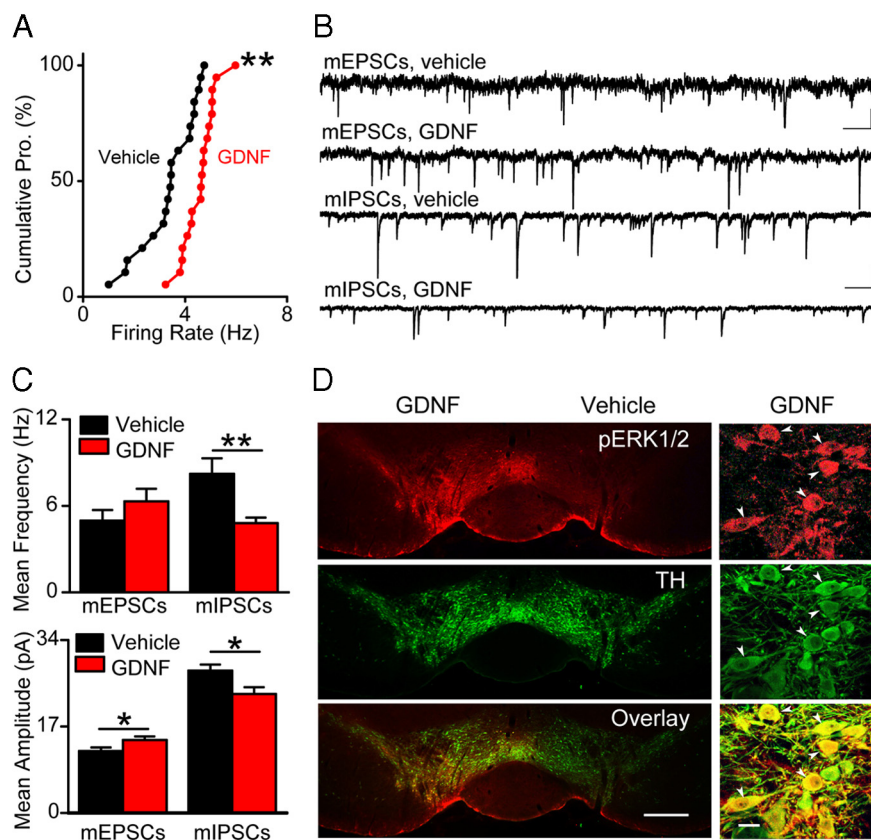 A
Cumulative Pro. (%)
100
50
0
**
Vehicle
GDNF
0
4
8
Firing Rate (Hz)
B
mEPSCs, vehicle
mEPSCs, GDNF
mIPSCs, vehicle
mIPSCs, GDNF
C
Mean Frequency (Hz)
12
6
0
Vehicle
GDNF
**
mEPSCs
mIPSCs
Mean Amplitude (pA)
34
17
0
Vehicle
GDNF
*
*
mEPSCs
mIPSCs
D
GDNF
Vehicle
GDNF
pERK1/2
TH
Overlay